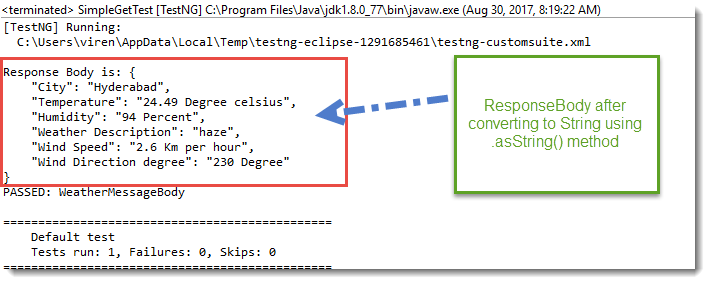 <terminated> SimpleGetTest [TestNG] C:\Program Files\Java\jdk1.8.0_77\bin\javaw.exe (Aug 30, 2017, 8:19:22 AM)
[TestNG] Running:
  C:\Users\viren\AppData\Local\Temp\testng-eclipse-1291685461\testng-customsuite.xml
Response Body is: {
    "City": "Hyderabad",
    "Temperature": "24.49 Degree celsius",
    "Humidity": "94 Percent",
    "Weather Description": "haze",
    "Wind Speed": "2.6 Km per hour",
    "Wind Direction degree": "230 Degree"
}
ResponseBody after
converting to String using
.asString() method
PASSED: WeatherMessageBody
===============================================
    Default test
    Tests run: 1, Failures: 0, Skips: 0
===============================================